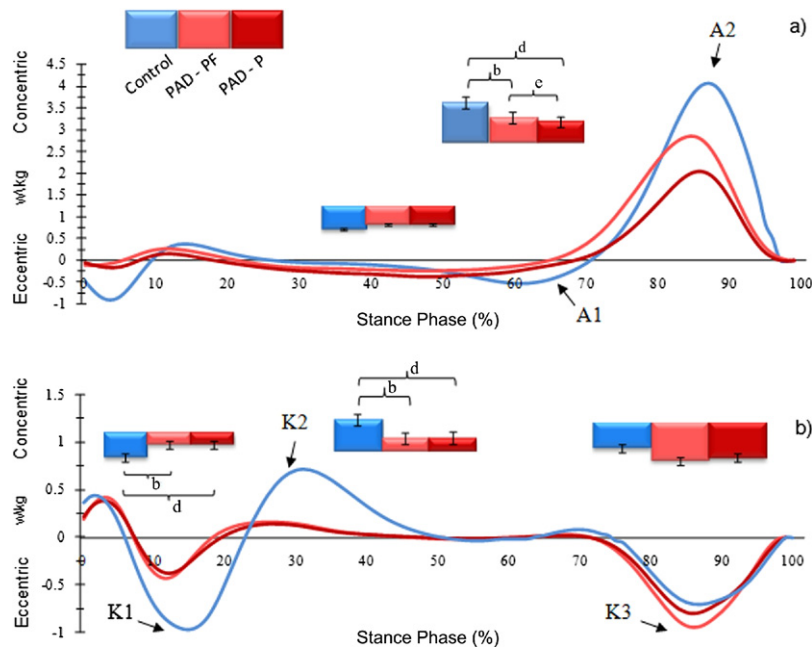 a)
Control
PAD - PF
PAD - P
d
b
e
A2
Concentric
w\kg
Eccentric
4.5
4
3.5
3
2.5
2
1.5
1
0.5
0
-0.5
-1
0 10 20 30 40 50 60 70 80 90
A1
Stance Phase (%)
b)
K2
d
b
b
d
Concentric
w\kg
Eccentric
1.5
1
0.5
0
-0.5
-1
0 10 20 30 40 50 60 70 80 90 100
K1
K3
Stance Phase (%)